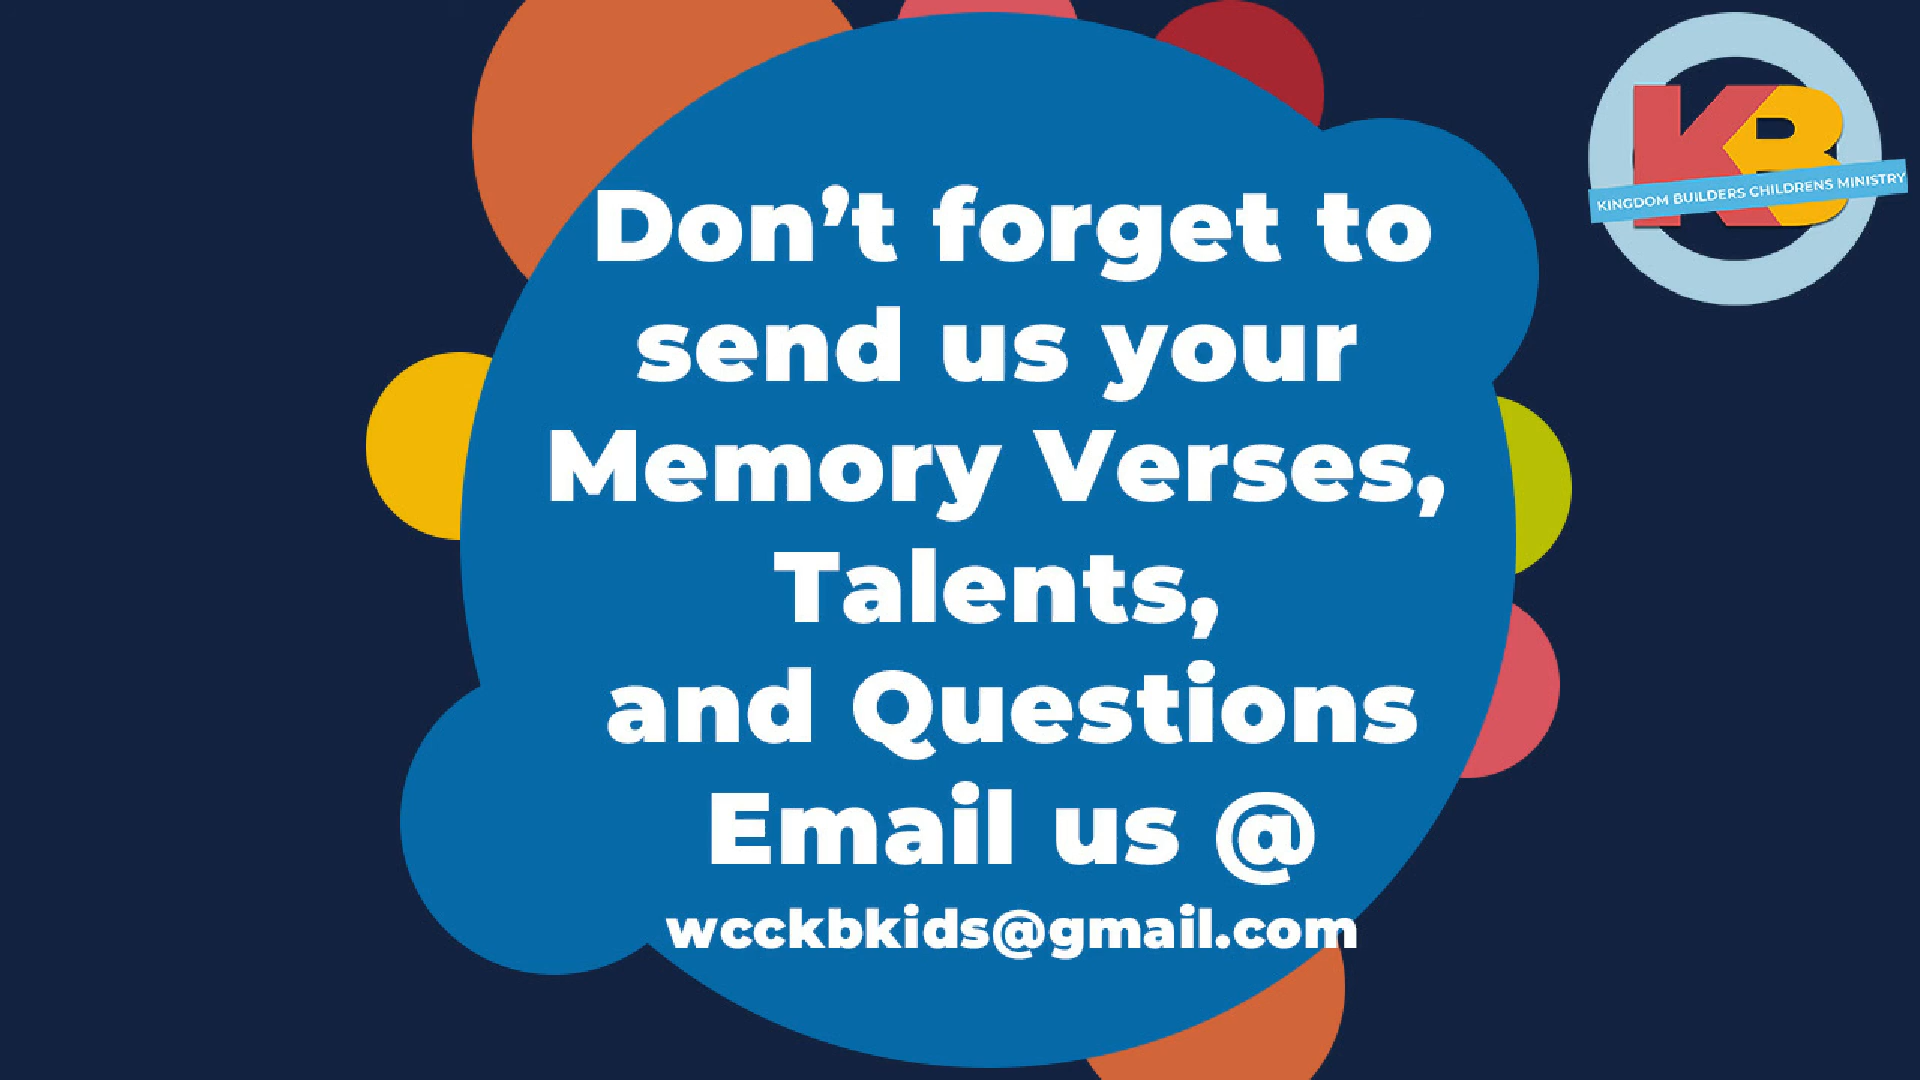 Don’t forget to
send us your
Memory Verses,
Talents,
and Questions
Email us @
wcckbkids@gmail.com
KB
KINGDOM BUILDERS CHILDRENS MINISTRY